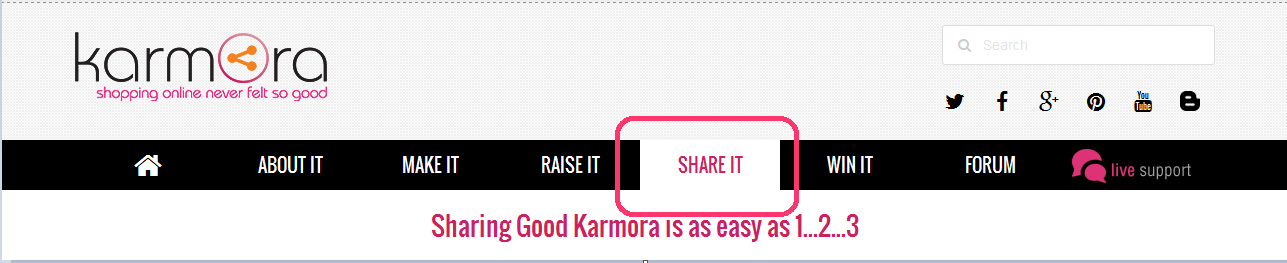 karmora
shopping online never felt so good
Search
g+
You
Tube
B
ABOUT IT MAKE IT RAISE IT SHARE IT WIN IT FORUM live support
Sharing Good Karmora is as easy as 1...2...3